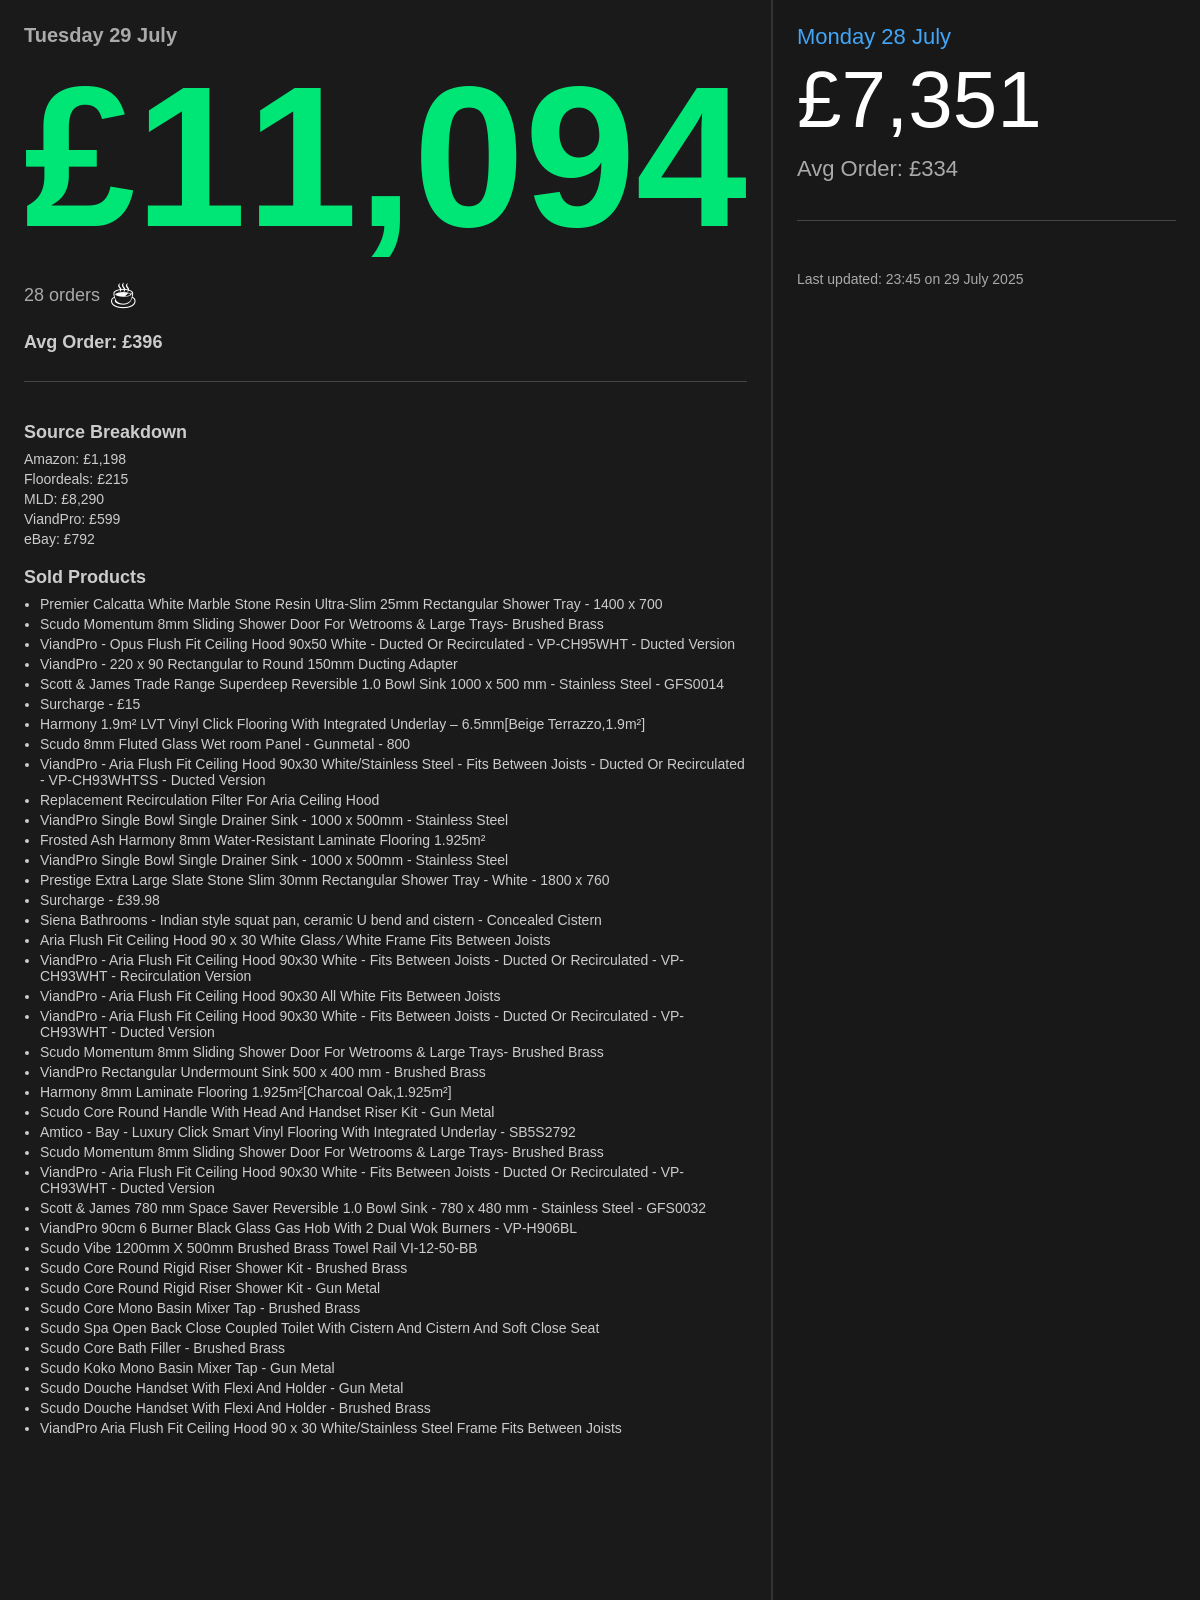 Tuesday 29 July
£11,094
28 orders ☕
Avg Order: £396
Source Breakdown
Amazon: £1,198
Floordeals: £215
MLD: £8,290
ViandPro: £599
eBay: £792
Sold Products
• Premier Calcatta White Marble Stone Resin Ultra-Slim 25mm Rectangular Shower Tray - 1400 x 700
• Scudo Momentum 8mm Sliding Shower Door For Wetrooms & Large Trays- Brushed Brass
• ViandPro - Opus Flush Fit Ceiling Hood 90x50 White - Ducted Or Recirculated - VP-CH95WHT - Ducted Version
• ViandPro - 220 x 90 Rectangular to Round 150mm Ducting Adapter
• Scott & James Trade Range Superdeep Reversible 1.0 Bowl Sink 1000 x 500 mm - Stainless Steel - GFS0014
• Surcharge - £15
• Harmony 1.9m² LVT Vinyl Click Flooring With Integrated Underlay – 6.5mm[Beige Terrazzo,1.9m²]
• Scudo 8mm Fluted Glass Wet room Panel - Gunmetal - 800
• ViandPro - Aria Flush Fit Ceiling Hood 90x30 White/Stainless Steel - Fits Between Joists - Ducted Or Recirculated
- VP-CH93WHTSS - Ducted Version
• Replacement Recirculation Filter For Aria Ceiling Hood
• ViandPro Single Bowl Single Drainer Sink - 1000 x 500mm - Stainless Steel
• Frosted Ash Harmony 8mm Water-Resistant Laminate Flooring 1.925m²
• ViandPro Single Bowl Single Drainer Sink - 1000 x 500mm - Stainless Steel
• Prestige Extra Large Slate Stone Slim 30mm Rectangular Shower Tray - White - 1800 x 760
• Surcharge - £39.98
• Siena Bathrooms - Indian style squat pan, ceramic U bend and cistern - Concealed Cistern
• Aria Flush Fit Ceiling Hood 90 x 30 White Glass ⁄ White Frame Fits Between Joists
• ViandPro - Aria Flush Fit Ceiling Hood 90x30 White - Fits Between Joists - Ducted Or Recirculated - VP-
CH93WHT - Recirculation Version
• ViandPro - Aria Flush Fit Ceiling Hood 90x30 All White Fits Between Joists
• ViandPro - Aria Flush Fit Ceiling Hood 90x30 White - Fits Between Joists - Ducted Or Recirculated - VP-
CH93WHT - Ducted Version
• Scudo Momentum 8mm Sliding Shower Door For Wetrooms & Large Trays- Brushed Brass
• ViandPro Rectangular Undermount Sink 500 x 400 mm - Brushed Brass
• Harmony 8mm Laminate Flooring 1.925m²[Charcoal Oak,1.925m²]
• Scudo Core Round Handle With Head And Handset Riser Kit - Gun Metal
• Amtico - Bay - Luxury Click Smart Vinyl Flooring With Integrated Underlay - SB5S2792
• Scudo Momentum 8mm Sliding Shower Door For Wetrooms & Large Trays- Brushed Brass
• ViandPro - Aria Flush Fit Ceiling Hood 90x30 White - Fits Between Joists - Ducted Or Recirculated - VP-
CH93WHT - Ducted Version
• Scott & James 780 mm Space Saver Reversible 1.0 Bowl Sink - 780 x 480 mm - Stainless Steel - GFS0032
• ViandPro 90cm 6 Burner Black Glass Gas Hob With 2 Dual Wok Burners - VP-H906BL
• Scudo Vibe 1200mm X 500mm Brushed Brass Towel Rail VI-12-50-BB
• Scudo Core Round Rigid Riser Shower Kit - Brushed Brass
• Scudo Core Round Rigid Riser Shower Kit - Gun Metal
• Scudo Core Mono Basin Mixer Tap - Brushed Brass
• Scudo Spa Open Back Close Coupled Toilet With Cistern And Cistern And Soft Close Seat
• Scudo Core Bath Filler - Brushed Brass
• Scudo Koko Mono Basin Mixer Tap - Gun Metal
• Scudo Douche Handset With Flexi And Holder - Gun Metal
• Scudo Douche Handset With Flexi And Holder - Brushed Brass
• ViandPro Aria Flush Fit Ceiling Hood 90 x 30 White/Stainless Steel Frame Fits Between Joists
Monday 28 July
£7,351
Avg Order: £334
Last updated: 23:45 on 29 July 2025